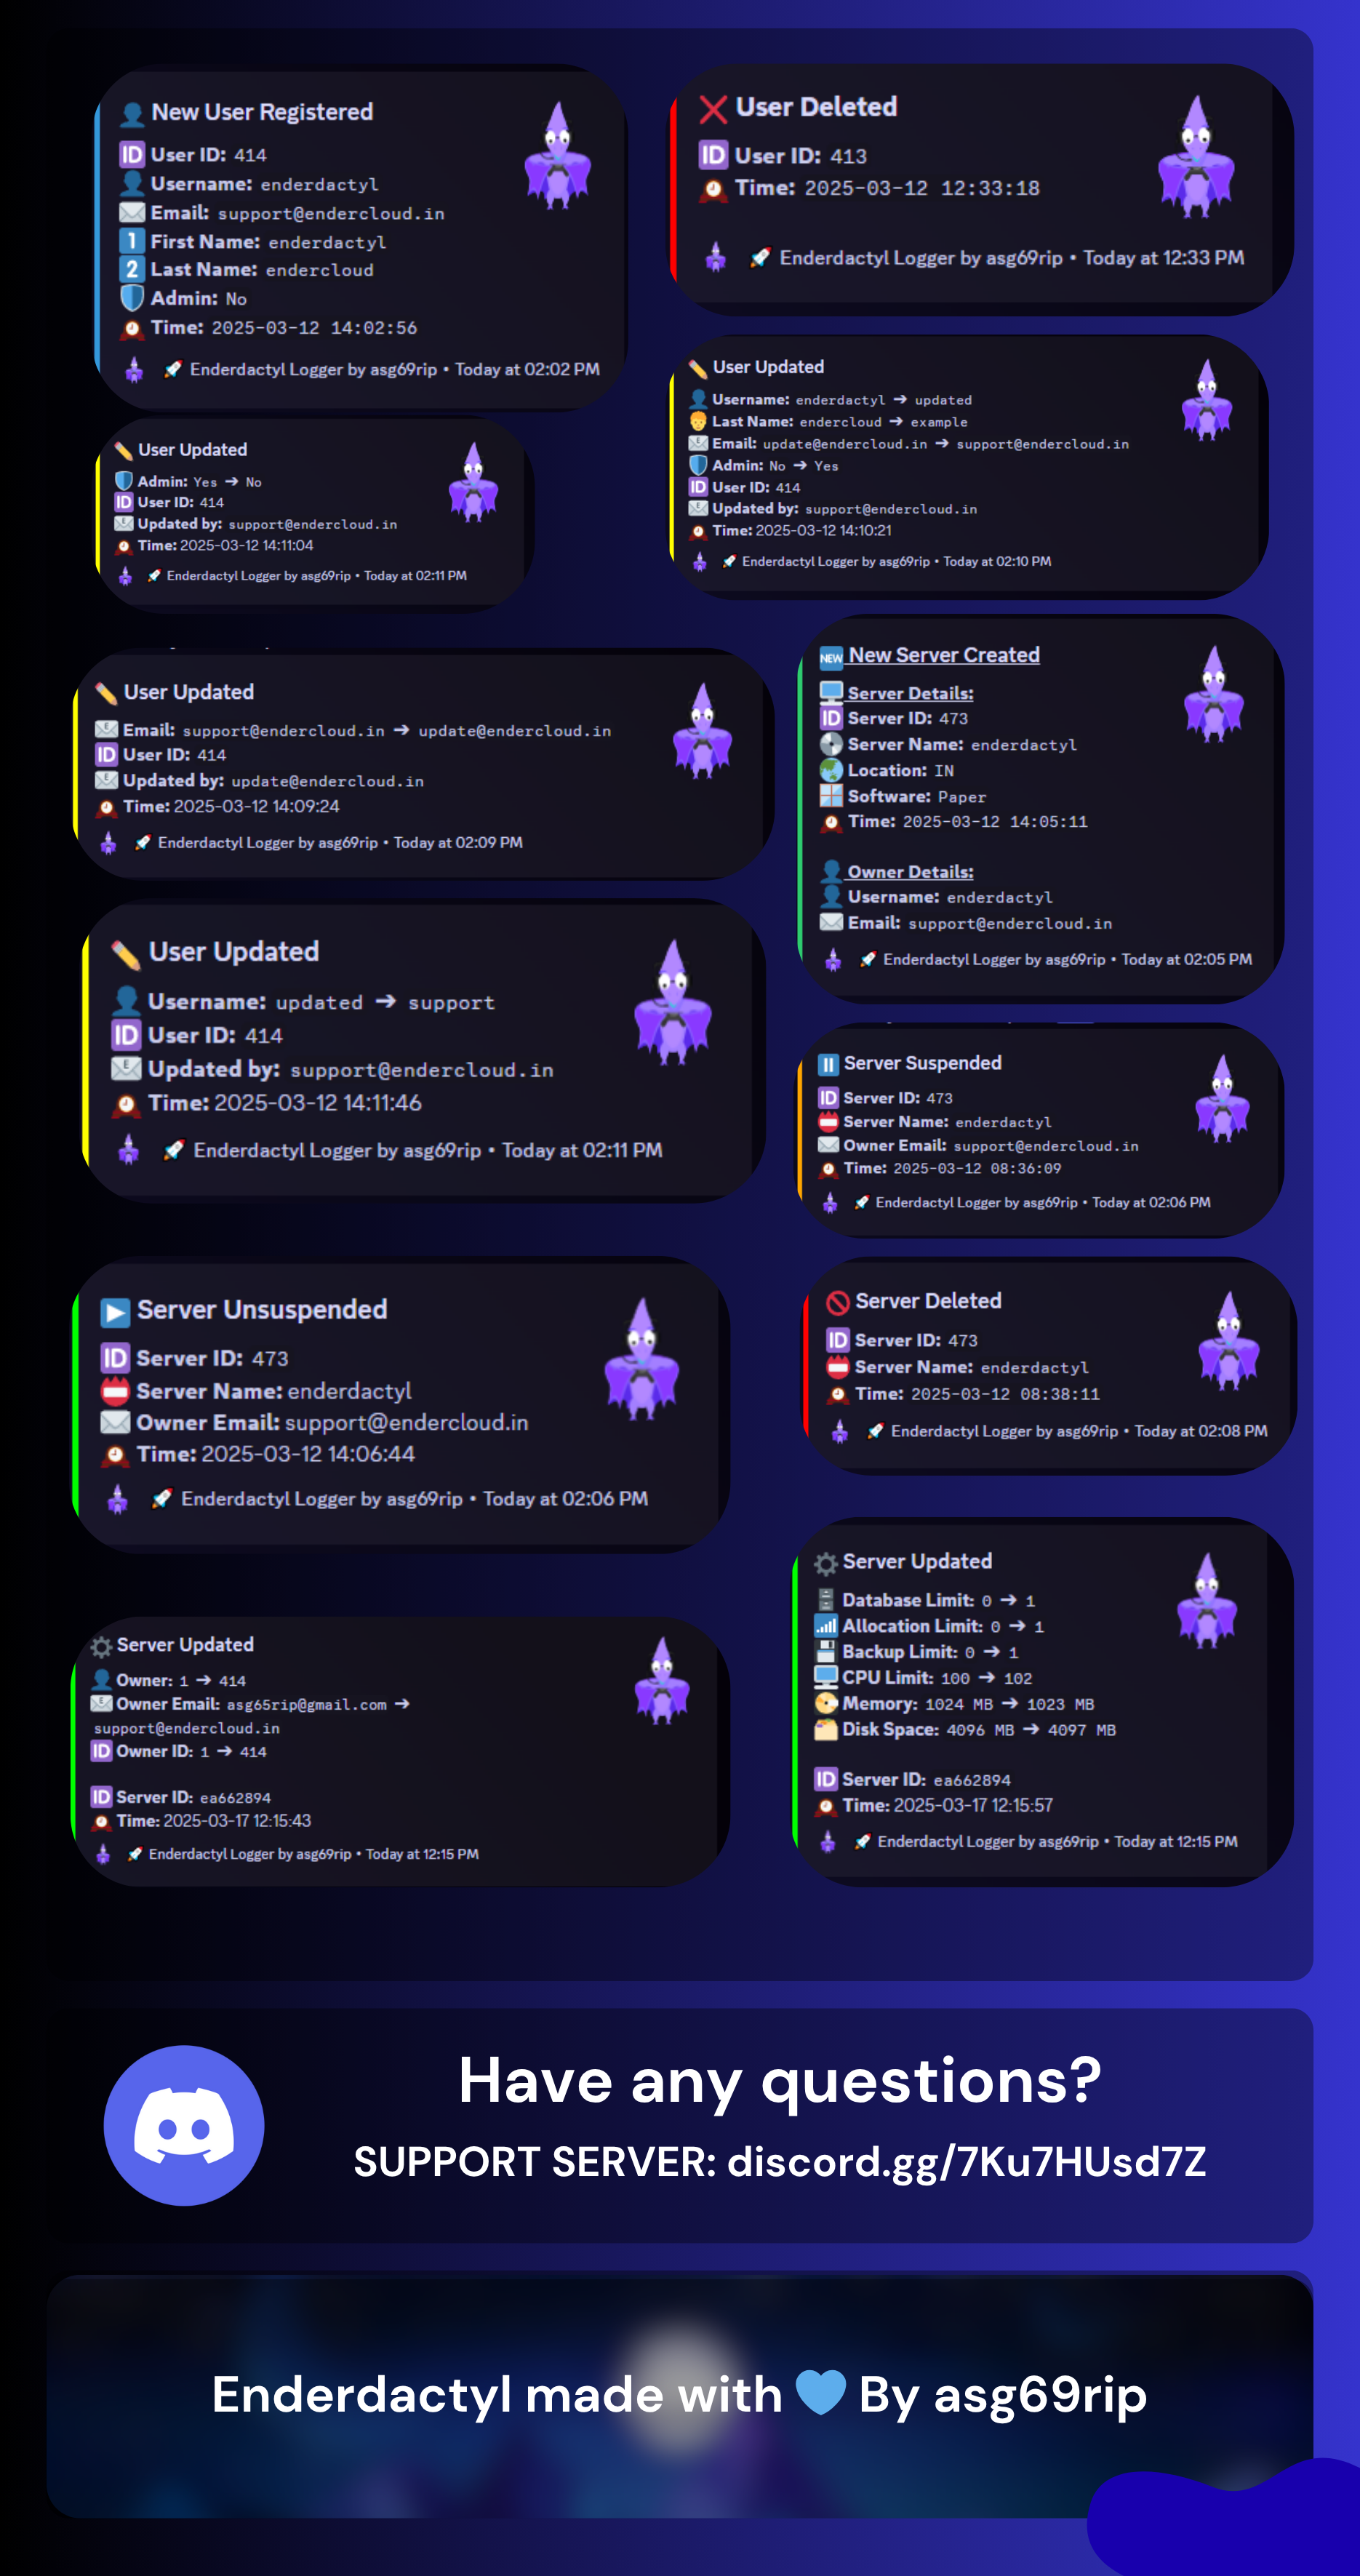 New User Registered
User ID: 414
Username: enderdactyl
Email: support@endercloud.in
First Name: enderdactyl
Last Name: endercloud
Admin: No
Time: 2025-03-12 14:02:56
Enderdactyl Logger by asg69rip • Today at 02:02 PM
User Deleted
User ID: 413
Time: 2025-03-12 12:33:18
Enderdactyl Logger by asg69rip • Today at 12:33 PM
User Updated
Admin: Yes → No
User ID: 414
Updated by: support@endercloud.in
Time: 2025-03-12 14:11:04
Enderdactyl Logger by asg69rip • Today at 02:11 PM
User Updated
Username: enderdactyl → updated
Last Name: endercloud → example
Email: update@endercloud.in → support@endercloud.in
Admin: No → Yes
User ID: 414
Updated by: support@endercloud.in
Time: 2025-03-12 14:10:21
Enderdactyl Logger by asg69rip • Today at 02:10 PM
User Updated
Email: support@endercloud.in → update@endercloud.in
User ID: 414
Updated by: update@endercloud.in
Time: 2025-03-12 14:09:24
Enderdactyl Logger by asg69rip • Today at 02:09 PM
New Server Created
Server Details:
Server ID: 473
Server Name: enderdactyl
Location: IN
Software: Paper
Time: 2025-03-12 14:05:11
Owner Details:
Username: enderdactyl
Email: support@endercloud.in
Enderdactyl Logger by asg69rip • Today at 02:05 PM
User Updated
Username: updated → support
User ID: 414
Updated by: support@endercloud.in
Time: 2025-03-12 14:11:46
Enderdactyl Logger by asg69rip • Today at 02:11 PM
Server Suspended
Server ID: 473
Server Name: enderdactyl
Owner Email: support@endercloud.in
Time: 2025-03-12 08:36:09
Enderdactyl Logger by asg69rip • Today at 02:06 PM
Server Unsuspended
Server ID: 473
Server Name: enderdactyl
Owner Email: support@endercloud.in
Time: 2025-03-12 14:06:44
Enderdactyl Logger by asg69rip • Today at 02:06 PM
Server Deleted
Server ID: 473
Server Name: enderdactyl
Time: 2025-03-12 08:38:11
Enderdactyl Logger by asg69rip • Today at 02:08 PM
Server Updated
Owner: 1 → 414
Owner Email: asg65rip@gmail.com →
support@endercloud.in
Owner ID: 1 → 414
Server ID: ea662894
Time: 2025-03-17 12:15:43
Enderdactyl Logger by asg69rip • Today at 12:15 PM
Server Updated
Database Limit: 0 → 1
Allocation Limit: 0 → 1
Backup Limit: 0 → 1
CPU Limit: 100 → 102
Memory: 1024 MB → 1023 MB
Disk Space: 4096 MB → 4097 MB
Server ID: ea662894
Time: 2025-03-17 12:15:57
Enderdactyl Logger by asg69rip • Today at 12:15 PM
Have any questions?
SUPPORT SERVER: discord.gg/7Ku7HUsd7Z
Enderdactyl made with 💙 By asg69rip